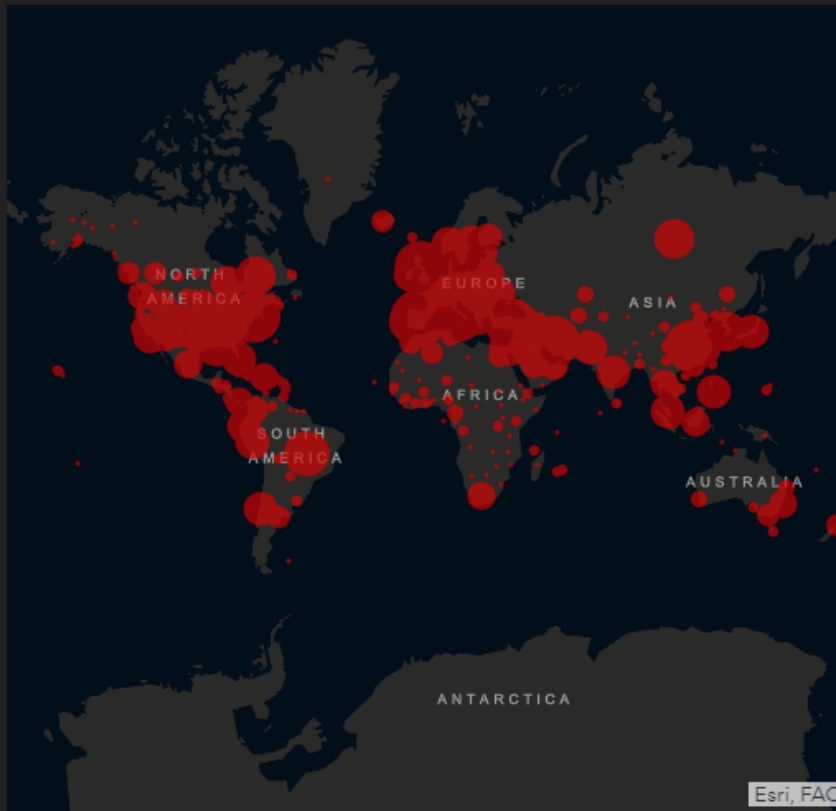 NORTH
AMERICA
EUROPE
ASIA
AFRICA
SOUTH
AMERICA
AUSTRALIA
ANTARCTICA
Esri, FAO